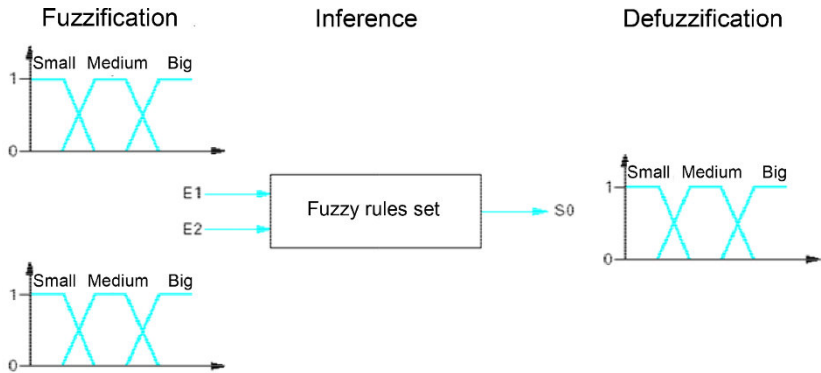 Fuzzification
Inference
Defuzzification
Small Medium Big
1
0
E1
E2
Fuzzy rules set
S0
Small Medium Big
1
0
Small Medium Big
1
0